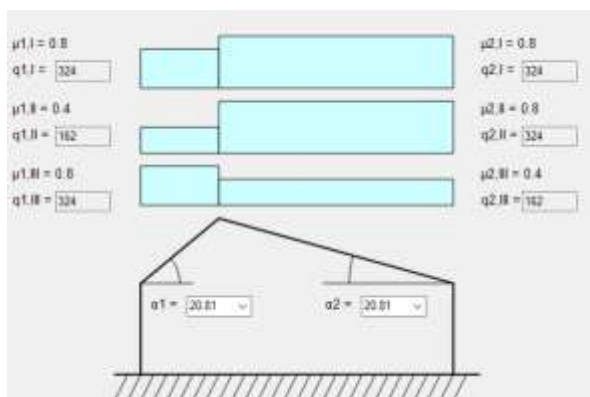 μ1,I = 0.8
q1,I = 324
μ2,I = 0.8
q2,I = 324
μ1,II = 0.4
q1,II = 162
μ2,II = 0.8
q2,II = 324
μ1,III = 0.8
q1,III = 324
μ2,III = 0.4
q2,III = 162
α1 = 20.81
α2 = 20.81